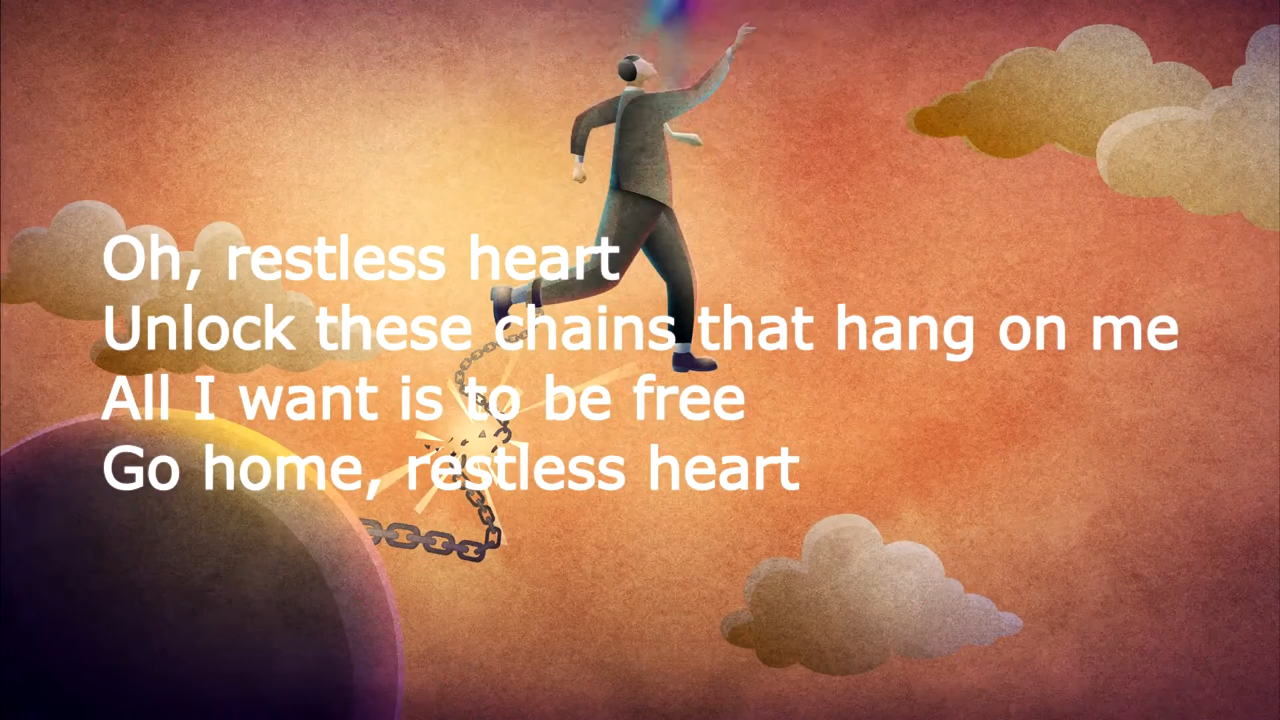 Oh, restless heart
Unlock these chains that hang on me
All I want is to be free
Go home, restless heart